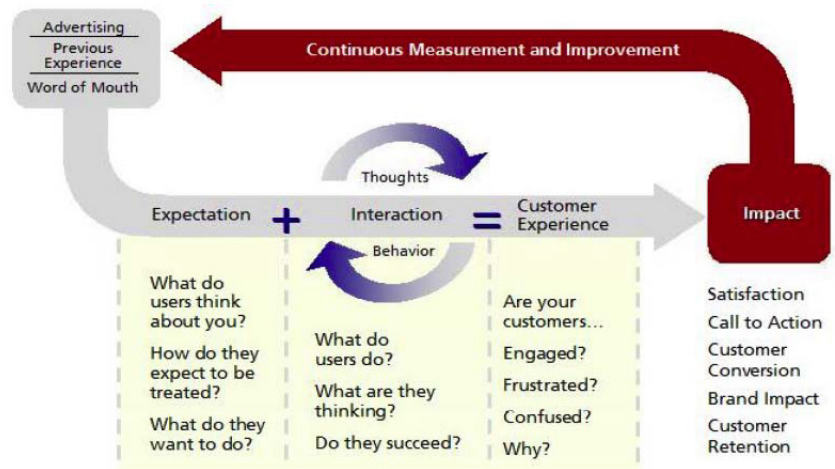 Advertising
Previous
Experience
Word of Mouth
Continuous Measurement and Improvement
Thoughts
Expectation + Interaction = Customer
Experience
Behavior
Impact
What do
users think
about you?
How do they
expect to be
treated?
What do they
want to do?
What do
users do?
What are they
thinking?
Do they succeed?
Are your
customers...
Engaged?
Frustrated?
Confused?
Why?
Satisfaction
Call to Action
Customer
Conversion
Brand Impact
Customer
Retention